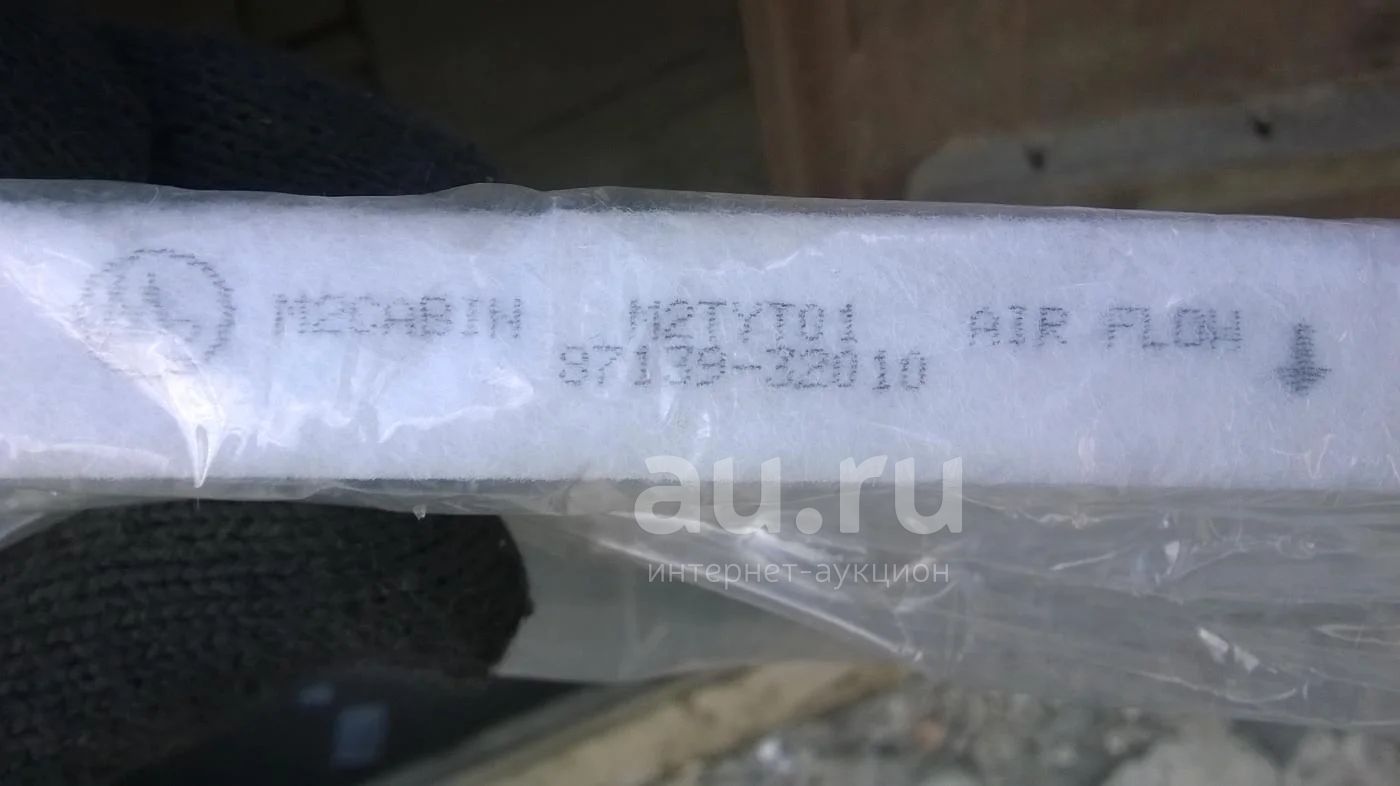 M2CABIN M2TYT01 AIR FLOW
87139-32010
au.ru
интернет-аукцион